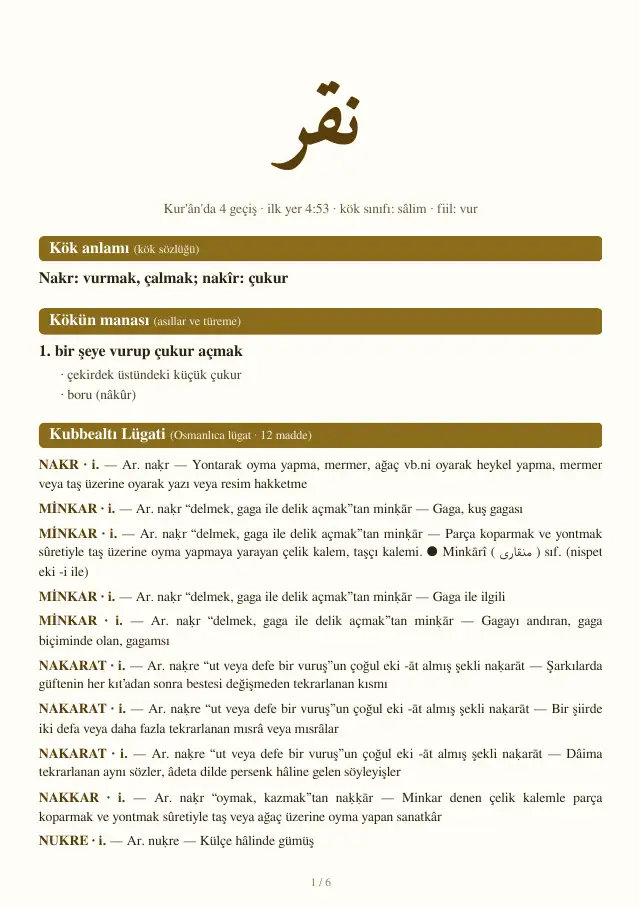 نقر
Kur'ân'da 4 geçiş · ilk yer 4:53 · kök sınıfı: sâlim · fiil: vur
Kök anlamı (kök sözlüğü)
Nakr: vurmak, çalmak; nakîr: çukur
Kökün manası (asıllar ve türeme)
1. bir şeye vurup çukur açmak
· çekirdek üstündeki küçük çukur
· boru (nâkûr)
Kubbealtı Lügati (Osmanlıca lügat · 12 madde)
NAKR · i. — Ar. naḳr — Yontarak oyma yapma, mermer, ağaç vb.ni oyarak heykel yapma, mermer
veya taş üzerine oyarak yazı veya resim hakketme
MİNKAR · i. — Ar. naḳr “delmek, gaga ile delik açmak”tan minḳār — Gaga, kuş gagası
MİNKAR · i. — Ar. naḳr “delmek, gaga ile delik açmak”tan minḳār — Parça koparmak ve yontmak
sûretiyle taş üzerine oyma yapmaya yarayan çelik kalem, taşçı kalemi. ● Minkārî ( منقارى ) sıf. (nispet
eki -i ile)
MİNKAR · i. — Ar. naḳr “delmek, gaga ile delik açmak”tan minḳār — Gaga ile ilgili
MİNKAR · i. — Ar. naḳr “delmek, gaga ile delik açmak”tan minḳār — Gagayı andıran, gaga
biçiminde olan, gagamsı
NAKARAT · i. — Ar. naḳre “ut veya defe bir vuruş”un çoğul eki -āt almış şekli naḳarāt — Şarkılarda
güftenin her kıt’adan sonra bestesi değişmeden tekrarlanan kısmı
NAKARAT · i. — Ar. naḳre “ut veya defe bir vuruş”un çoğul eki -āt almış şekli naḳarāt — Bir şiirde
iki defa veya daha fazla tekrarlanan mısrâ veya mısrâlar
NAKARAT · i. — Ar. naḳre “ut veya defe bir vuruş”un çoğul eki -āt almış şekli naḳarāt — Dâima
tekrarlanan aynı sözler, âdeta dilde persenk hâline gelen söyleyişler
NAKKAR · i. — Ar. naḳr “oymak, kazmak”tan naḳḳār — Minkar denen çelik kalemle parça
koparmak ve yontmak sûretiyle taş veya ağaç üzerine oyma yapan sanatkâr
NUKRE · i. — Ar. nuḳre — Külçe hâlinde gümüş
1 / 6